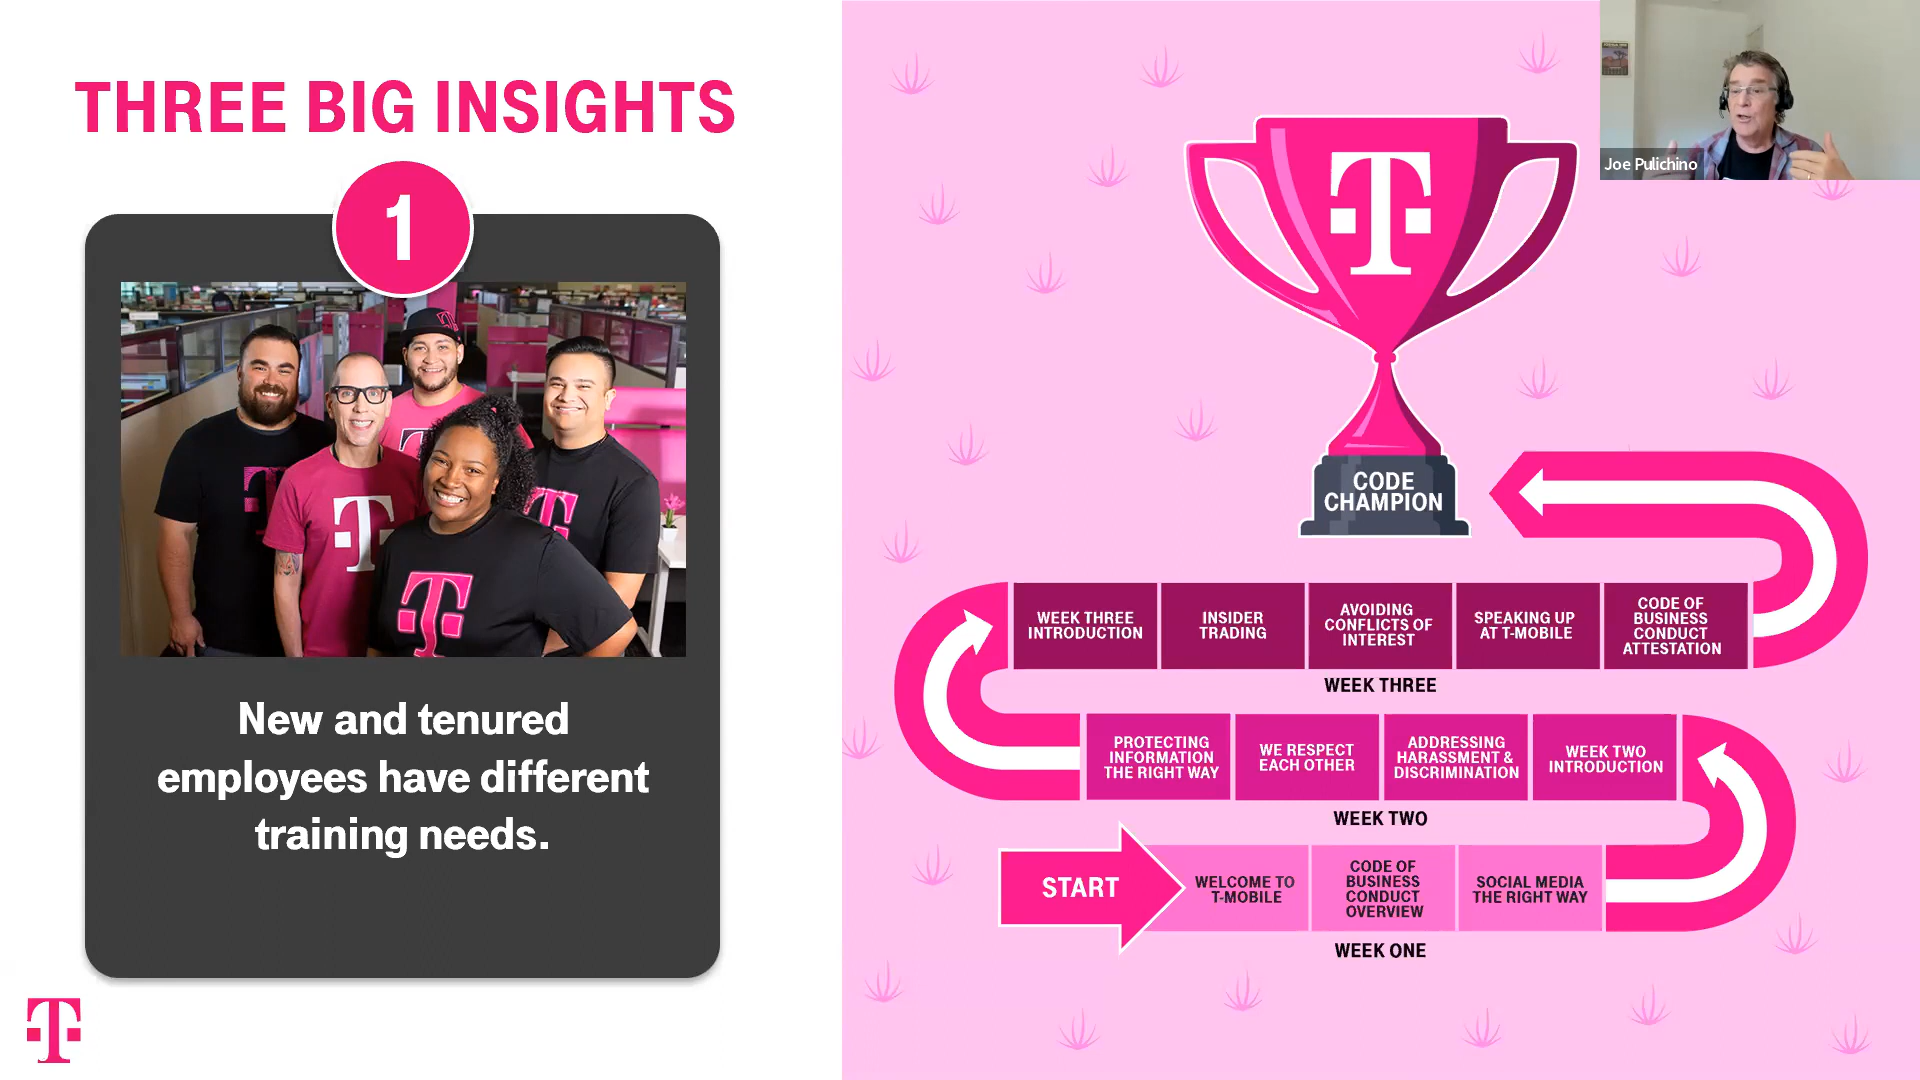 THREE BIG INSIGHTS
1
New and tenured
employees have different
training needs.
Joe Pulichino
CODE
CHAMPION
WEEK THREE
INTRODUCTION
INSIDER
TRADING
AVOIDING
CONFLICTS OF
INTEREST
SPEAKING UP
AT T-MOBILE
CODE OF
BUSINESS
CONDUCT
ATTESTATION
WEEK THREE
PROTECTING
INFORMATION
THE RIGHT WAY
WE RESPECT
EACH OTHER
ADDRESSING
HARASSMENT &
DISCRIMINATION
WEEK TWO
INTRODUCTION
WEEK TWO
START
WELCOME TO
T-MOBILE
CODE OF
BUSINESS
CONDUCT
OVERVIEW
SOCIAL MEDIA
THE RIGHT WAY
WEEK ONE